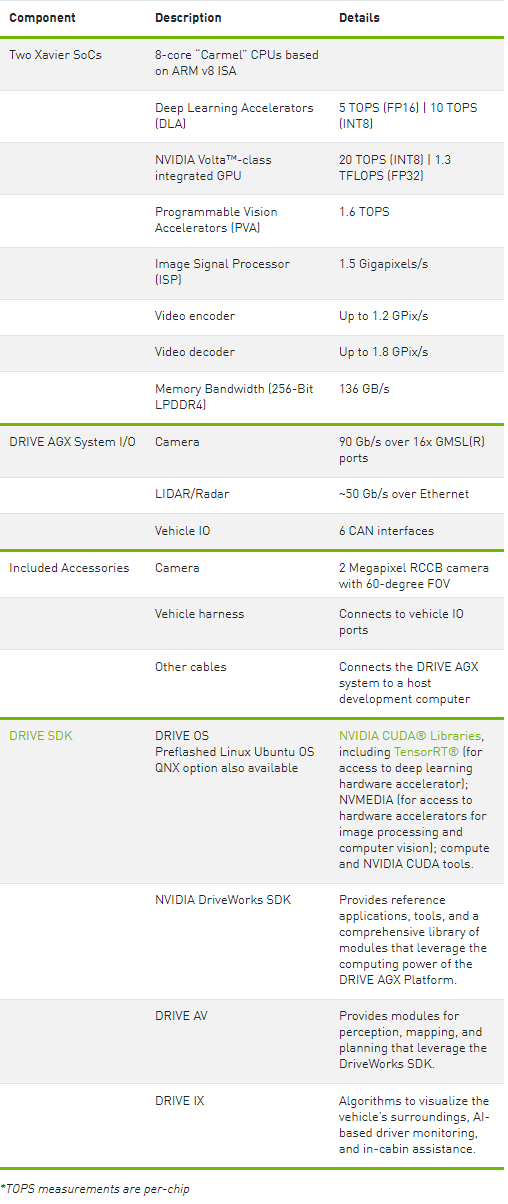 Component Description Details
Two Xavier SoCs 8-core “Carmel” CPUs based
on ARM v8 ISA
Deep Learning Accelerators 5 TOPS (FP16) | 10 TOPS
(DLA) (INT8)
NVIDIA Volta™-class 20 TOPS (INT8) | 1.3
integrated GPU TFLOPS (FP32)
Programmable Vision 1.6 TOPS
Accelerators (PVA)
Image Signal Processor 1.5 Gigapixels/s
(ISP)
Video encoder Up to 1.2 GPix/s
Video decoder Up to 1.8 GPix/s
Memory Bandwidth (256-Bit 136 GB/s
LPDDR4)
DRIVE AGX System I/O Camera 90 Gb/s over 16x GMSL(R)
ports
LIDAR/Radar ~50 Gb/s over Ethernet
Vehicle IO 6 CAN interfaces
Included Accessories Camera 2 Megapixel RCCB camera
with 60-degree FOV
Vehicle harness Connects to vehicle IO
ports
Other cables Connects the DRIVE AGX
system to a host
development computer
DRIVE SDK DRIVE OS NVIDIA CUDA® Libraries,
Preflashed Linux Ubuntu OS including TensorRT® (for
QNX option also available access to deep learning
hardware accelerator);
NVMEDIA (for access to
hardware accelerators for
image processing and
computer vision); compute
and NVIDIA CUDA tools.
NVIDIA DriveWorks SDK Provides reference
applications, tools, and a
comprehensive library of
modules that leverage the
computing power of the
DRIVE AGX Platform.
DRIVE AV Provides modules for
perception, mapping, and
planning that leverage the
DriveWorks SDK.
DRIVE IX Algorithms to visualize the
vehicle’s surroundings, AI-
based driver monitoring,
and in-cabin assistance.
*TOPS measurements are per-chip